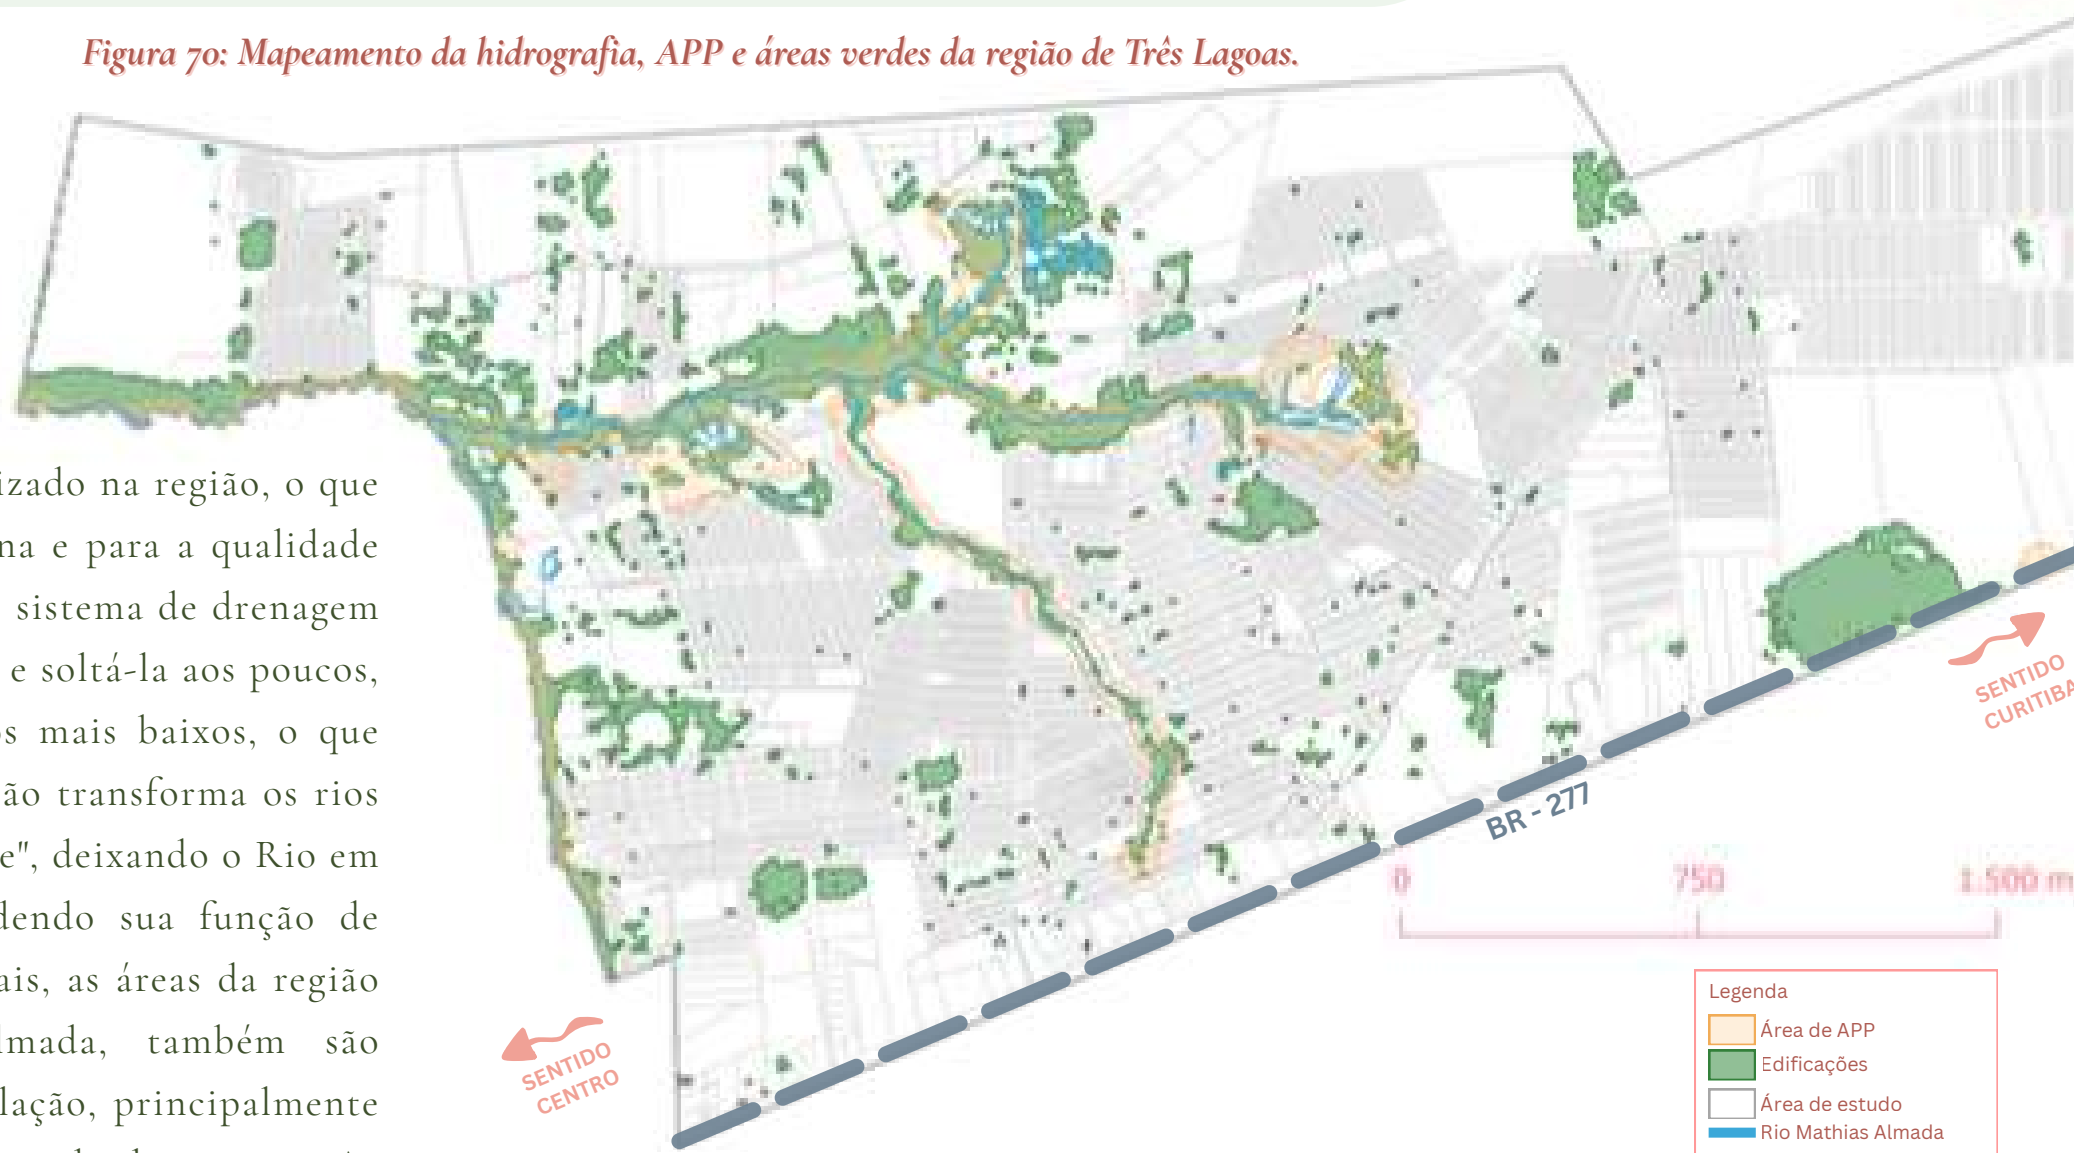 Figura 70: Mapeamento da hidrografia, APP e áreas verdes da região de Três Lagoas.
izado na região, o que
na e para a qualidade
sistema de drenagem
e soltá-la aos poucos,
os mais baixos, o que
ão transforma os rios
e", deixando o Rio em
dendo sua função de
ais, as áreas da região
lmada, também são
lação, principalmente
SENTIDO
CURITIBA
BR - 277
0 750 1.500 m
SENTIDO
CENTRO
Legenda
Área de APP
Edificações
Área de estudo
Rio Mathias Almada